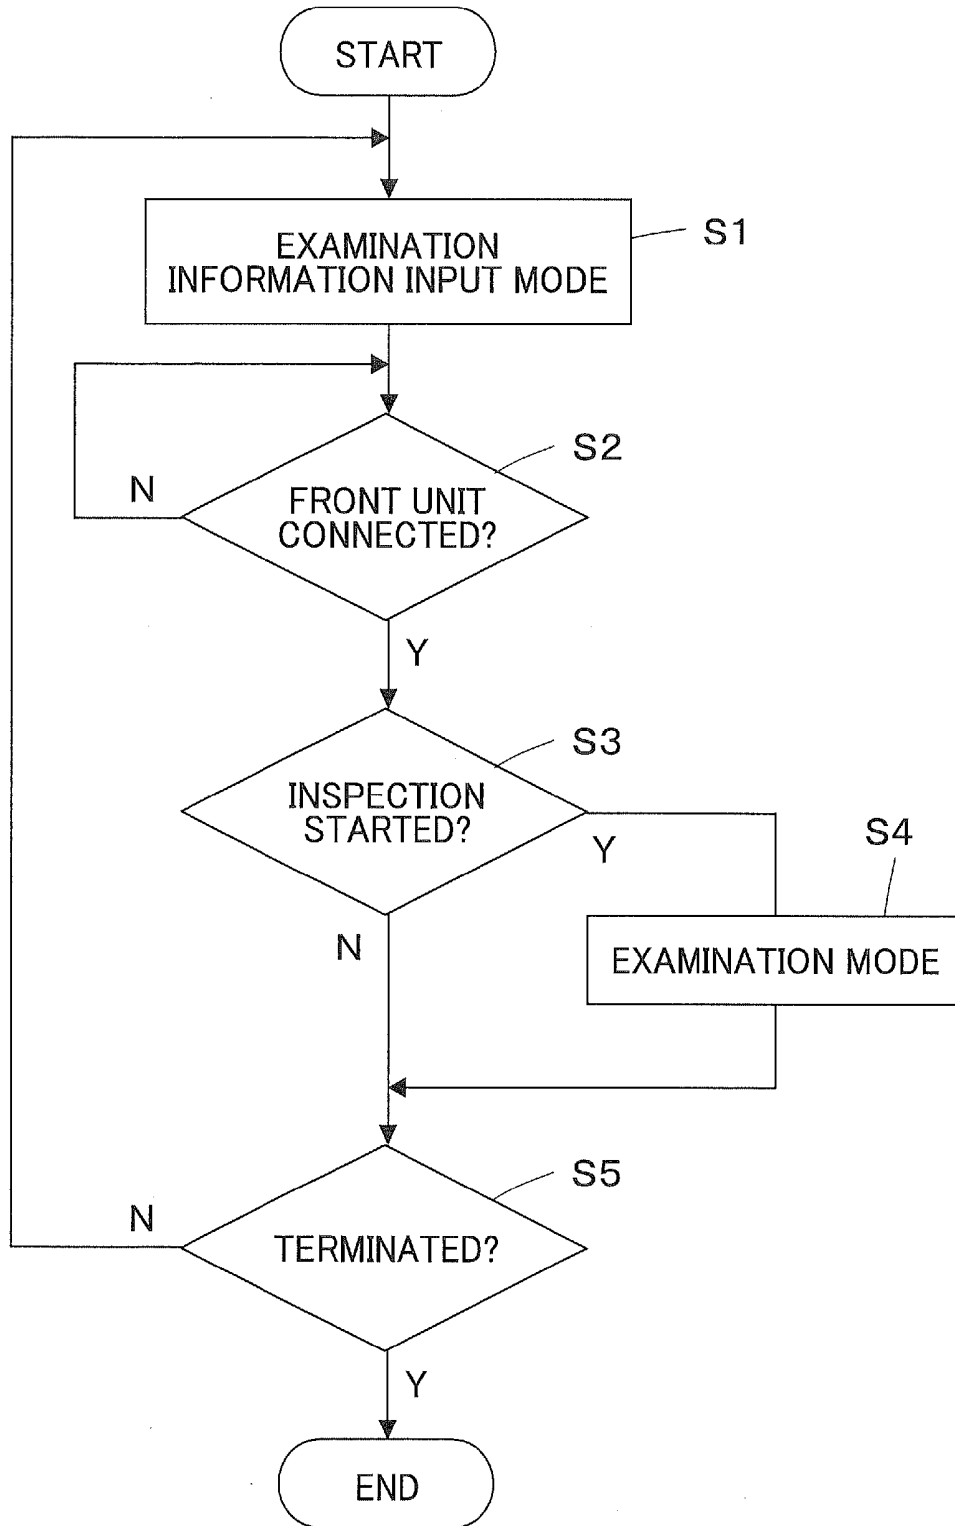 START
S1
EXAMINATION
INFORMATION INPUT MODE
S2
N
FRONT UNIT
CONNECTED?
Y
S3
INSPECTION
STARTED?
Y
S4
N
EXAMINATION MODE
S5
N
TERMINATED?
Y
END